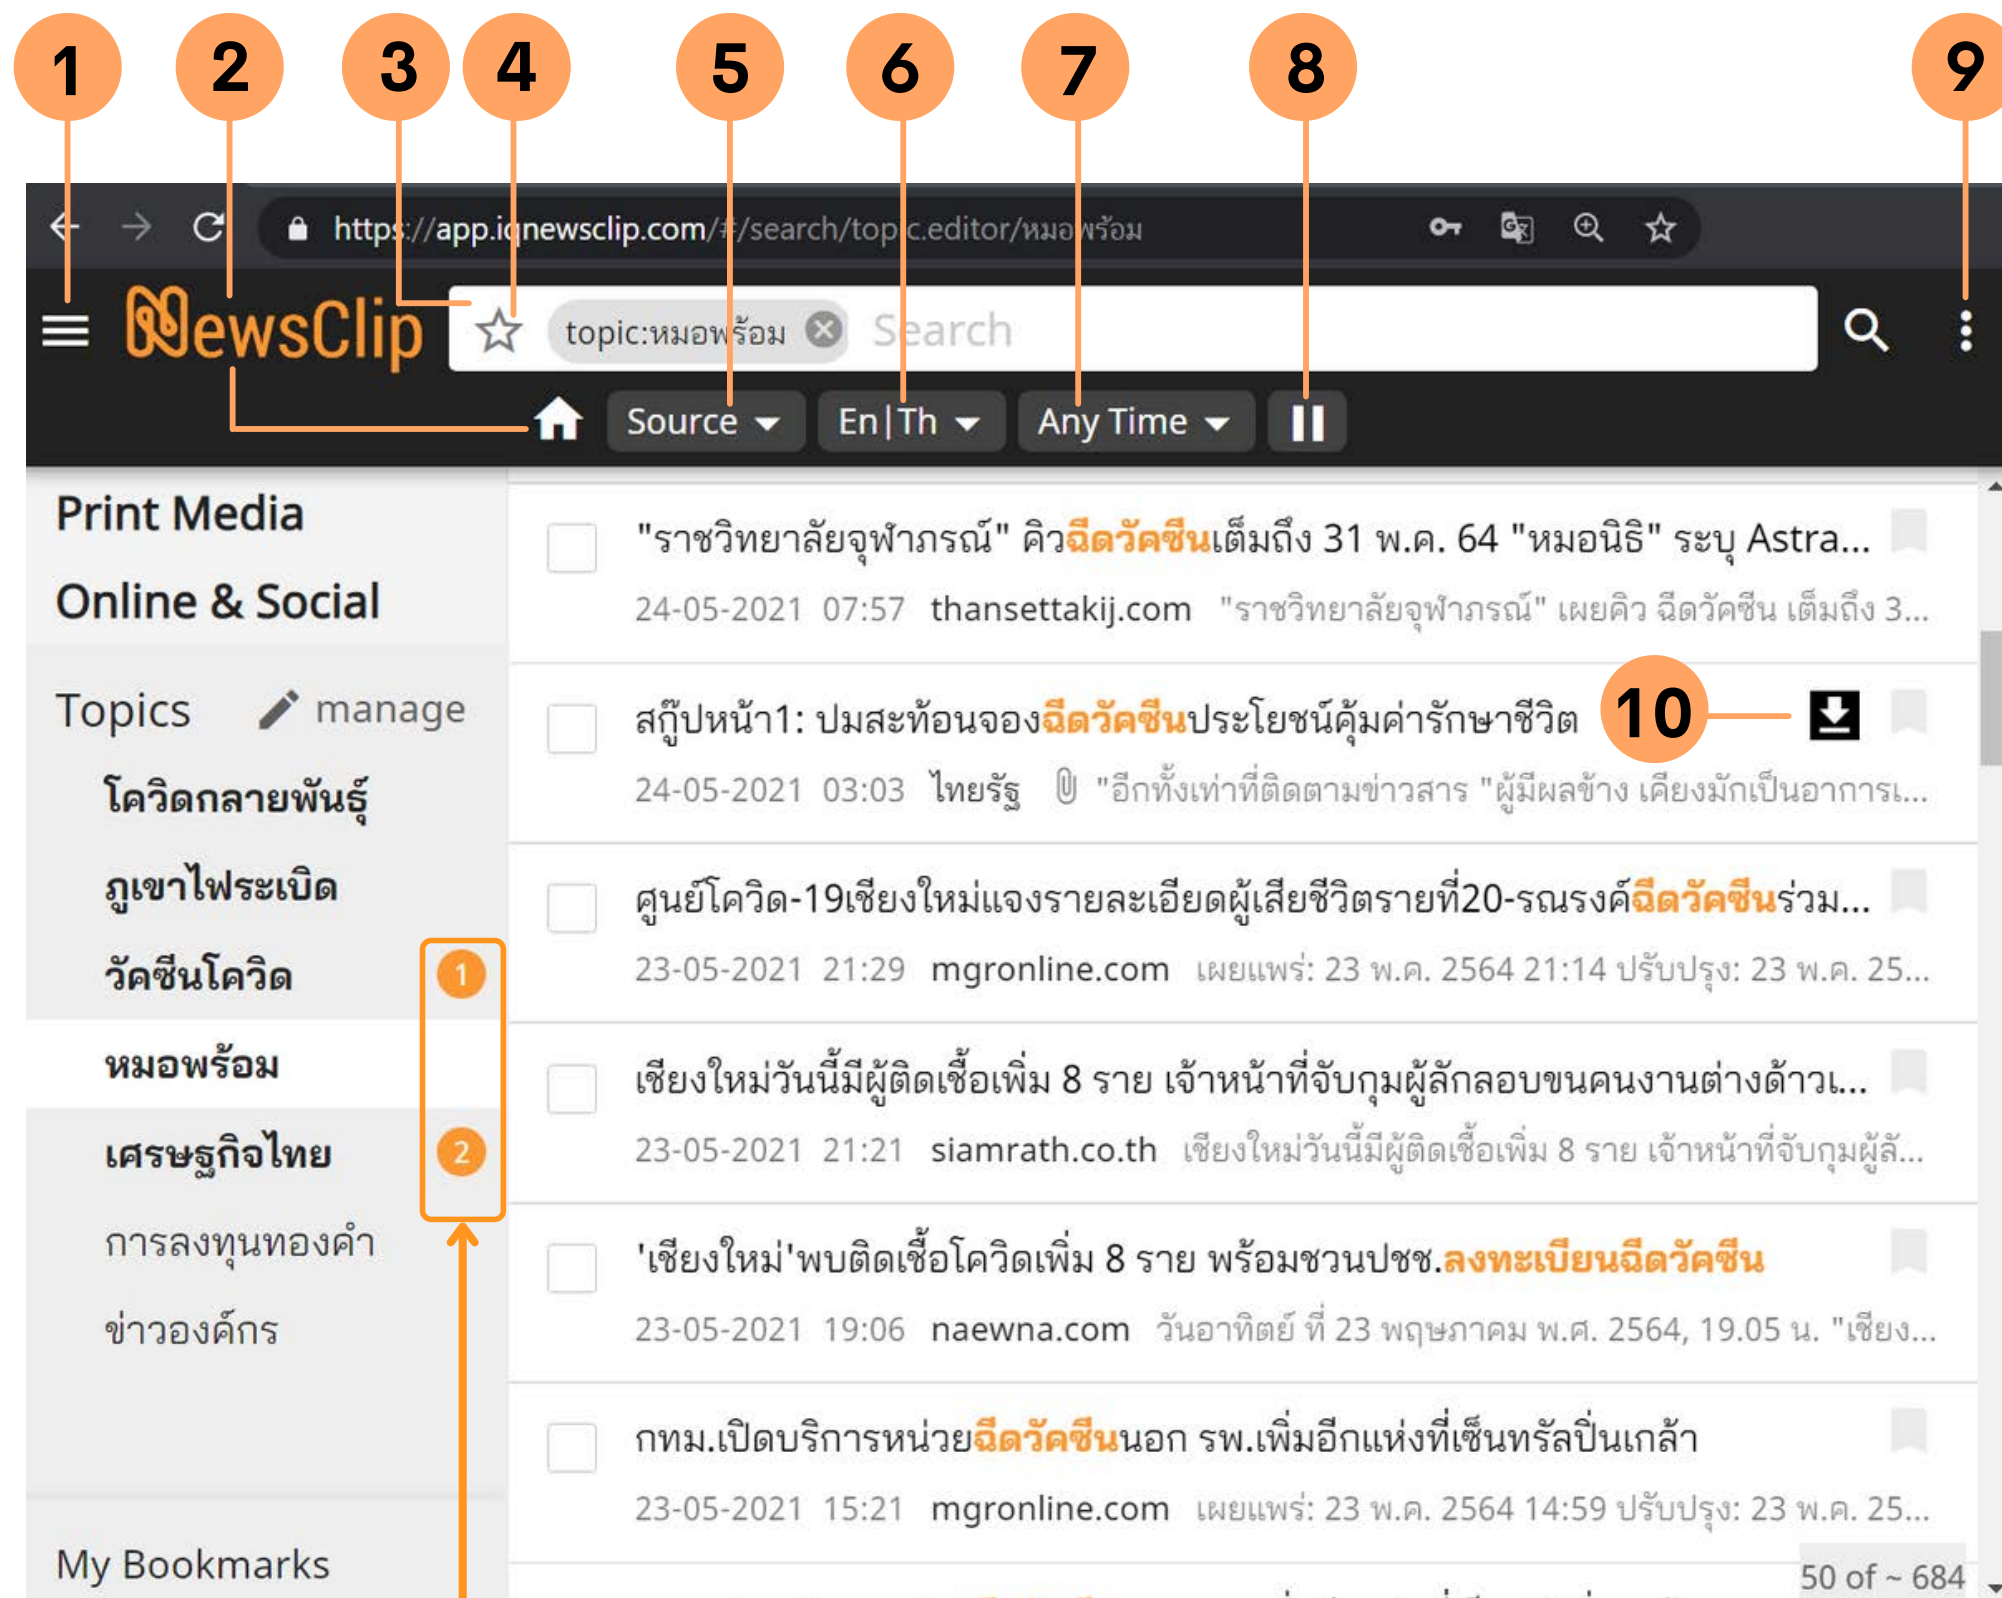 1 2 3 4 5 6 7 8 9
https://app.iqnewsclip.com/#/search/topic.editor/หมอพร้อม
NewsClip topic:หมอพร้อม Search
Source En|Th Any Time
Print Media
Online & Social
Topics manage
โควิดกลายพันธุ์
ภูเขาไฟระเบิด
วัคซีนโควิด 1
หมอพร้อม
เศรษฐกิจไทย 2
การลงทุนทองคำ
ข่าวองค์กร
My Bookmarks
"ราชวิทยาลัยจุฬาภรณ์" คิวฉีดวัคซีนเต็มถึง 31 พ.ค. 64 "หมอนิธิ" ระบุ Astra...
24-05-2021 07:57 thansettakij.com "ราชวิทยาลัยจุฬาภรณ์" เผยคิว ฉีดวัคซีน เต็มถึง 3...
สกู๊ปหน้า1: ปมสะท้อนจองฉีดวัคซีนประโยชน์คุ้มค่ารักษาชีวิต 10
24-05-2021 03:03 ไทยรัฐ "อีกทั้งเท่าที่ติดตามข่าวสาร "ผู้มีผลข้าง เคียงมักเป็นอาการเ...
ศูนย์โควิด-19เชียงใหม่แจงรายละเอียดผู้เสียชีวิตรายที่20-รณรงค์ฉีดวัคซีนร่วม...
23-05-2021 21:29 mgronline.com เผยแพร่: 23 พ.ค. 2564 21:14 ปรับปรุง: 23 พ.ค. 25...
เชียงใหม่วันนี้มีผู้ติดเชื้อเพิ่ม 8 ราย เจ้าหน้าที่จับกุมผู้ลักลอบขนคนงานต่างด้าวเ...
23-05-2021 21:21 siamrath.co.th เชียงใหม่วันนี้มีผู้ติดเชื้อเพิ่ม 8 ราย เจ้าหน้าที่จับกุมผู้ลั...
'เชียงใหม่'พบติดเชื้อโควิดเพิ่ม 8 ราย พร้อมชวนปชช.ลงทะเบียนฉีดวัคซีน
23-05-2021 19:06 naewna.com วันอาทิตย์ ที่ 23 พฤษภาคม พ.ศ. 2564, 19.05 น. "เชียง...
กทม.เปิดบริการหน่วยฉีดวัคซีนนอก รพ.เพิ่มอีกแห่งที่เซ็นทรัลปิ่นเกล้า
23-05-2021 15:21 mgronline.com เผยแพร่: 23 พ.ค. 2564 14:59 ปรับปรุง: 23 พ.ค. 25...
50 of ~ 684